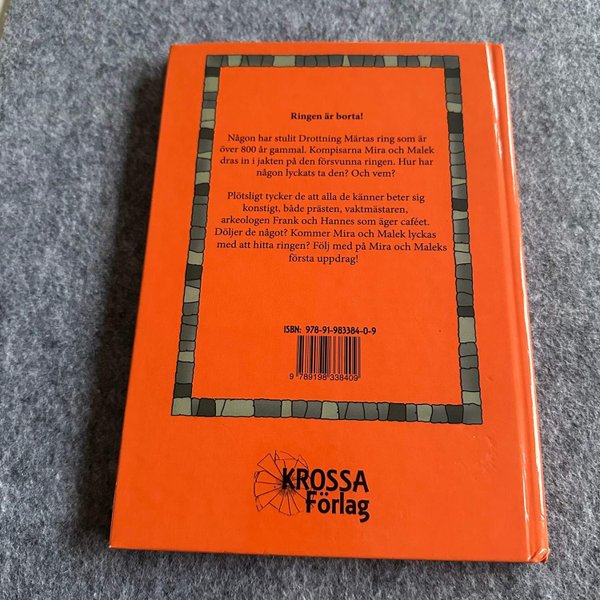 Ringen är borta!
Någon har stulit Drottning Märtas ring som är
över 800 år gammal. Kompisarna Mira och Malek
dras in i jakten på den försvunna ringen. Hur har
någon lyckats ta den? Och vem?
Plötsligt tycker de att alla de känner beter sig
konstigt, både prästen, vaktmästaren,
arkeologen Frank och Hannes som äger caféet.
Döljer de något? Kommer Mira och Malek lyckas
med att hitta ringen? Följ med på Mira och Maleks
första uppdrag!
ISBN: 978-91-983384-0-9
9 789198 338409
KROSSA
Förlag